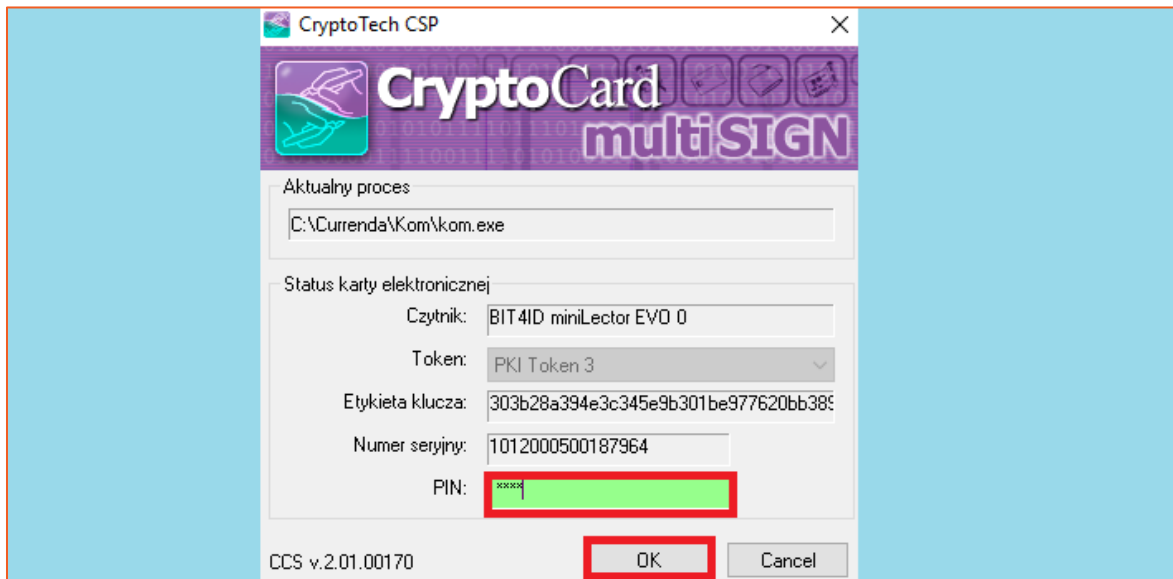 CryptoTech CSP
CryptoCard
multiSIGN
Aktualny proces
C:\Currenda\Kom\kom.exe
Status karty elektronicznej
Czytnik: BIT4ID miniLector EVO 0
Token: PKI Token 3
Etykieta klucza: 303b28a394e3c345e9b301be977620bb389
Numer seryjny: 1012000500187964
PIN: ****
CCS v.2.01.00170 OK Cancel